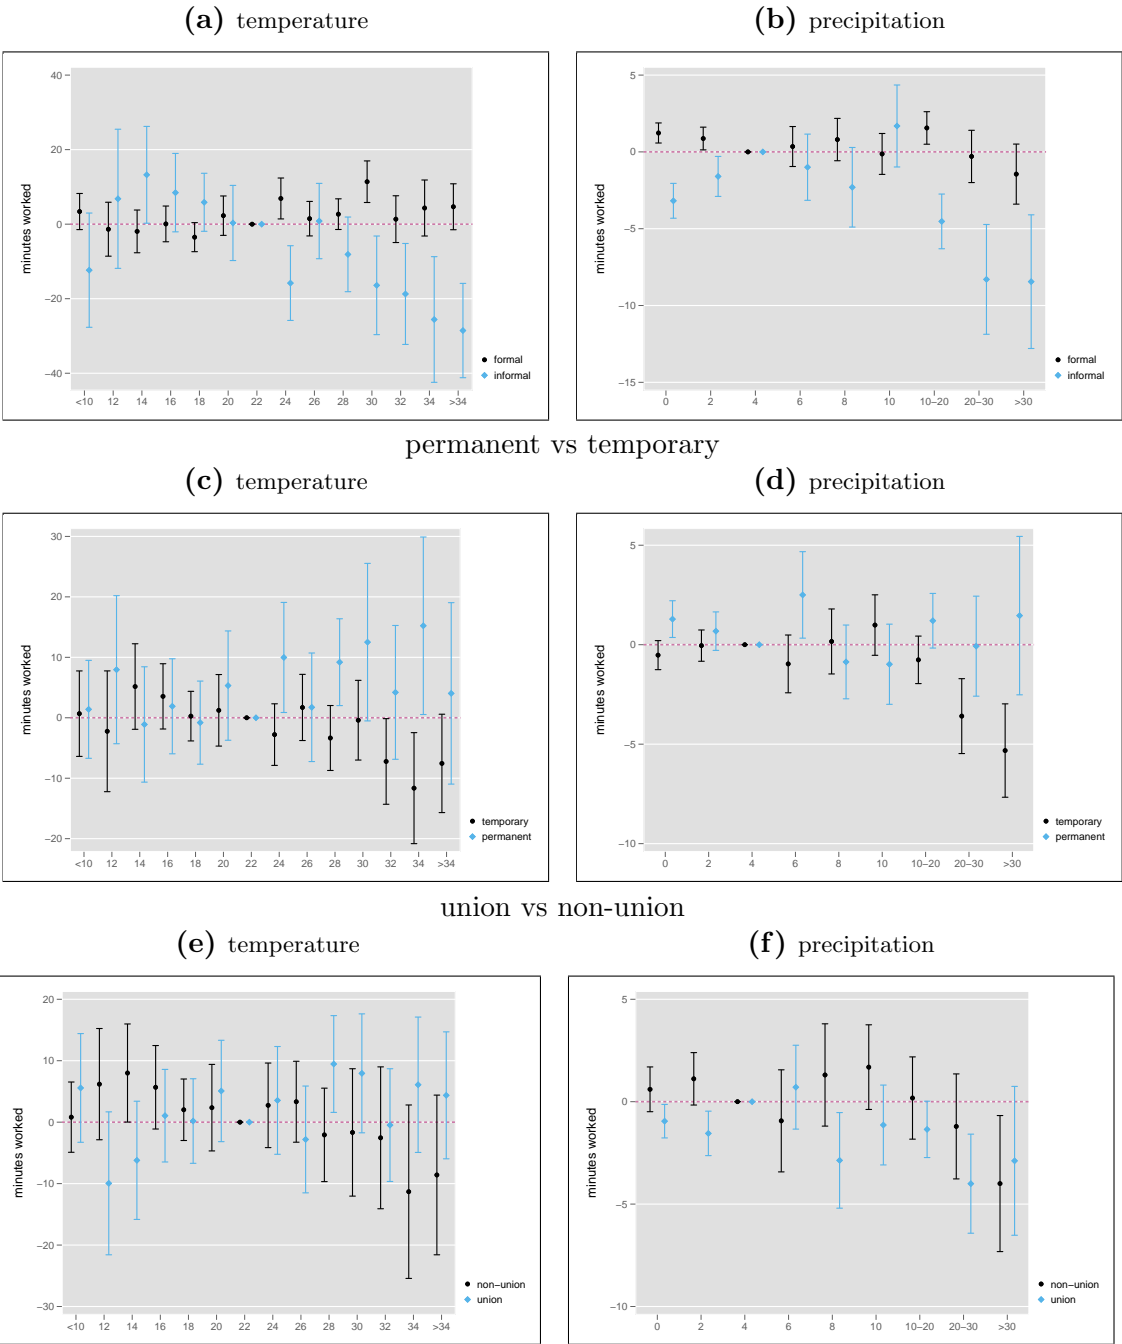 (a) temperature
(b) precipitation
40
20
0
−20
−40
minutes worked
<10 12 14 16 18 20 22 24 26 28 30 32 34 >34
formal
informal
5
0
−5
−10
−15
minutes worked
0 2 4 6 8 10 10−20 20−30 >30
formal
informal
permanent vs temporary
(c) temperature
(d) precipitation
30
20
10
0
−10
−20
minutes worked
<10 12 14 16 18 20 22 24 26 28 30 32 34 >34
temporary
permanent
5
0
−5
−10
minutes worked
0 2 4 6 8 10 10−20 20−30 >30
temporary
permanent
union vs non-union
(e) temperature
(f) precipitation
20
10
0
−10
−20
−30
minutes worked
<10 12 14 16 18 20 22 24 26 28 30 32 34 >34
non−union
union
5
0
−5
−10
minutes worked
0 2 4 6 8 10 10−20 20−30 >30
non−union
union